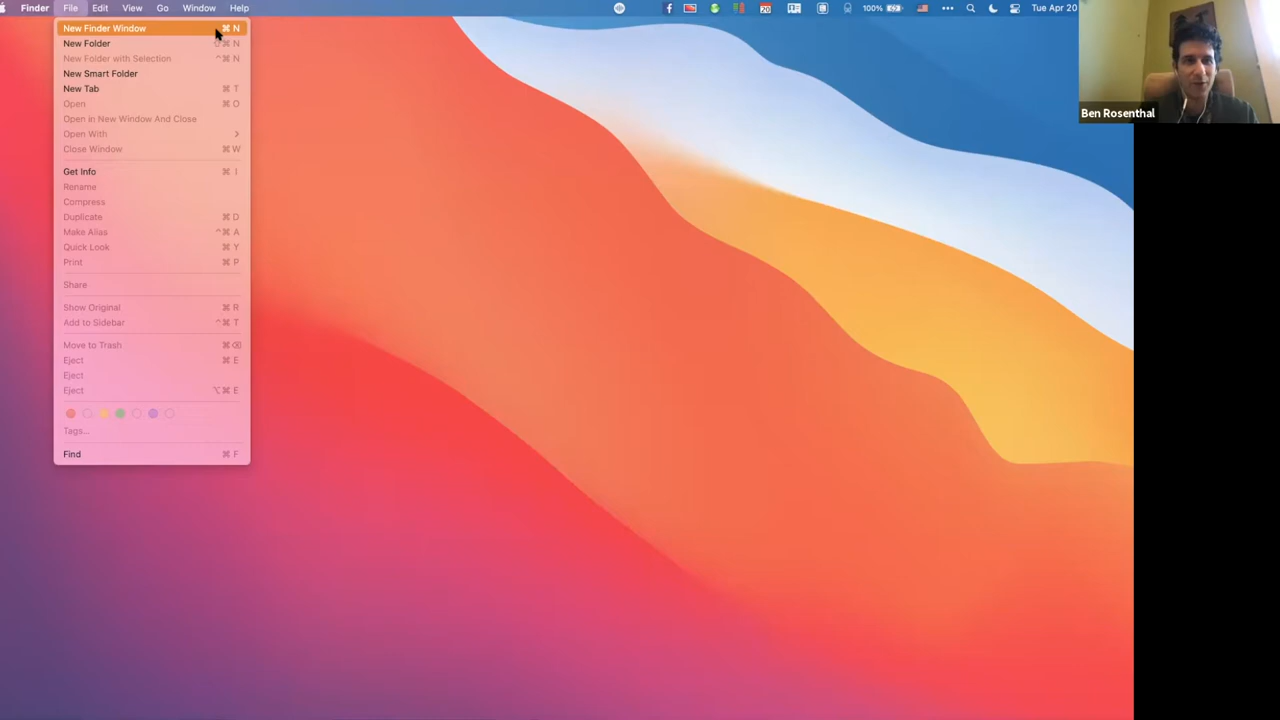 Finder File Edit View Go Window Help 20 100% Tue Apr 20
New Finder Window ⌘ N
New Folder ⇧⌘ N
New Folder with Selection ^⌘ N
New Smart Folder
New Tab ⌘ T
Open ⌘ O
Open in New Window And Close
Open With >
Close Window ⌘ W
Get Info ⌘ I
Rename
Compress
Duplicate ⌘ D
Make Alias ^⌘ A
Quick Look ⌘ Y
Print ⌘ P
Share
Show Original ⌘ R
Add to Sidebar ^⌘ T
Move to Trash ⌘⌫
Eject ⌘ E
Eject
Eject ⌥⌘ E
Tags...
Find ⌘ F
Ben Rosenthal